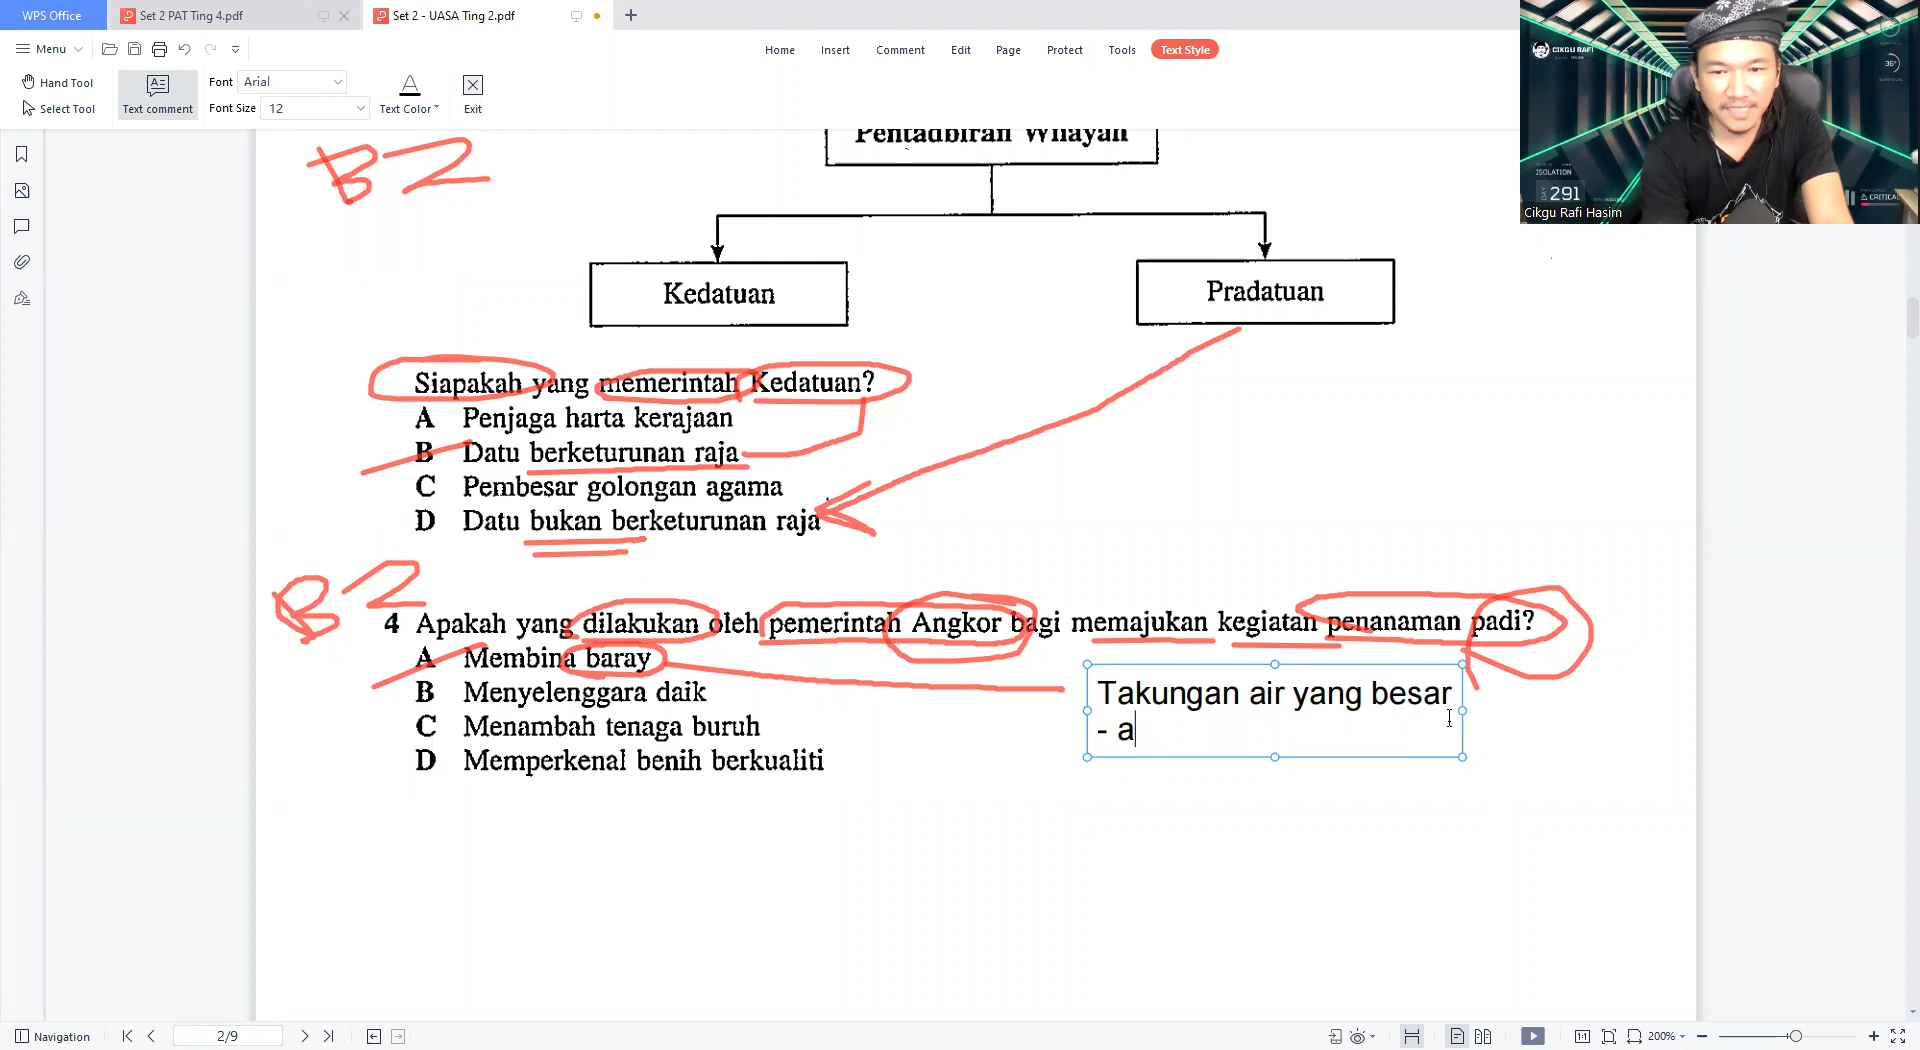 WPS Office
Set 2 PAT Ting 4.pdf
Set 2 - UASA Ting 2.pdf
Menu
Home
Insert
Comment
Edit
Page
Protect
Tools
Text Style
Hand Tool
Select Tool
Text comment
Font Arial
Font Size 12
Text Color
Exit
CIKGU RAFI
36°
ISOLATION
DAY 291
CRITICAL
Cikgu Rafi Hasim
B2
Pentadbiran Wilayah
Kedatuan
Pradatuan
Siapakah yang memerintah Kedatuan?
A Penjaga harta kerajaan
B Datu berketurunan raja
C Pembesar golongan agama
D Datu bukan berketurunan raja
B2
4 Apakah yang dilakukan oleh pemerintah Angkor bagi memajukan kegiatan penanaman padi?
A Membina baray
B Menyelenggara daik
C Menambah tenaga buruh
D Memperkenal benih berkualiti
Takungan air yang besar
- a
Navigation
2/9
200%